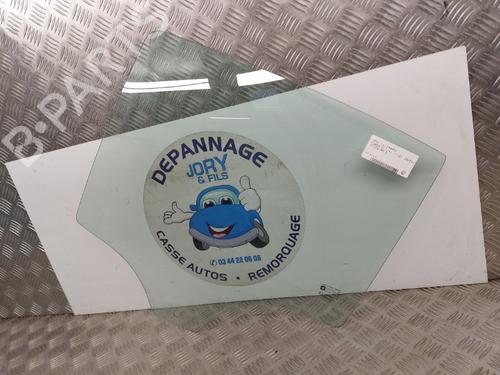 B-PARTS
DEPANNAGE
JORY
& FILS
CASSE AUTOS - REMORQUAGE
03 44 22 06 06